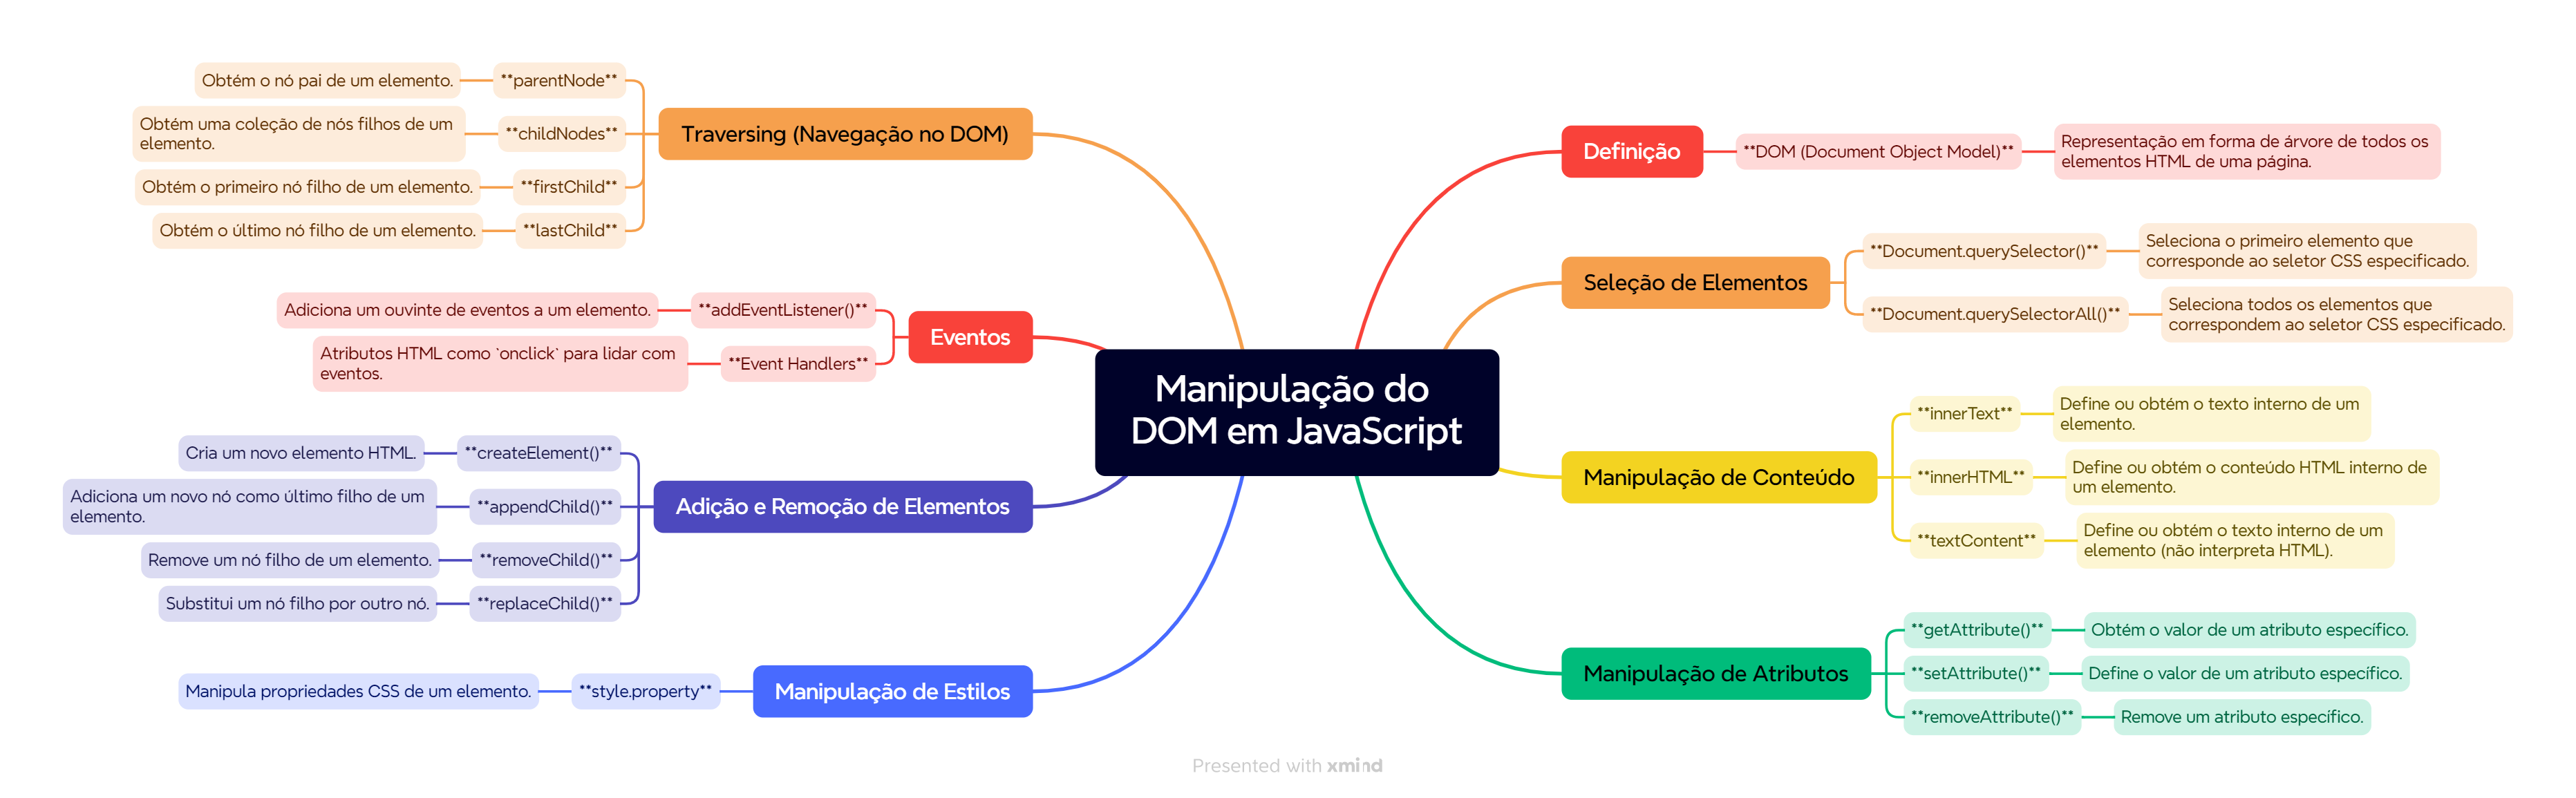 Manipulação do
DOM em JavaScript
Definição
**DOM (Document Object Model)**
Representação em forma de árvore de todos os
elementos HTML de uma página.
Seleção de Elementos
**Document.querySelector()**
Seleciona o primeiro elemento que
corresponde ao seletor CSS especificado.
**Document.querySelectorAll()**
Seleciona todos os elementos que
correspondem ao seletor CSS especificado.
Manipulação de Conteúdo
**innerText**
Define ou obtém o texto interno de um
elemento.
**innerHTML**
Define ou obtém o conteúdo HTML interno de
um elemento.
**textContent**
Define ou obtém o texto interno de um
elemento (não interpreta HTML).
Manipulação de Atributos
**getAttribute()**
Obtém o valor de um atributo específico.
**setAttribute()**
Define o valor de um atributo específico.
**removeAttribute()**
Remove um atributo específico.
Traversing (Navegação no DOM)
**parentNode**
Obtém o nó pai de um elemento.
**childNodes**
Obtém uma coleção de nós filhos de um
elemento.
**firstChild**
Obtém o primeiro nó filho de um elemento.
**lastChild**
Obtém o último nó filho de um elemento.
Eventos
**addEventListener()**
Adiciona um ouvinte de eventos a um elemento.
**Event Handlers**
Atributos HTML como `onclick` para lidar com
eventos.
Adição e Remoção de Elementos
**createElement()**
Cria um novo elemento HTML.
**appendChild()**
Adiciona um novo nó como último filho de um
elemento.
**removeChild()**
Remove um nó filho de um elemento.
**replaceChild()**
Substitui um nó filho por outro nó.
Manipulação de Estilos
**style.property**
Manipula propriedades CSS de um elemento.
Presented with xmind